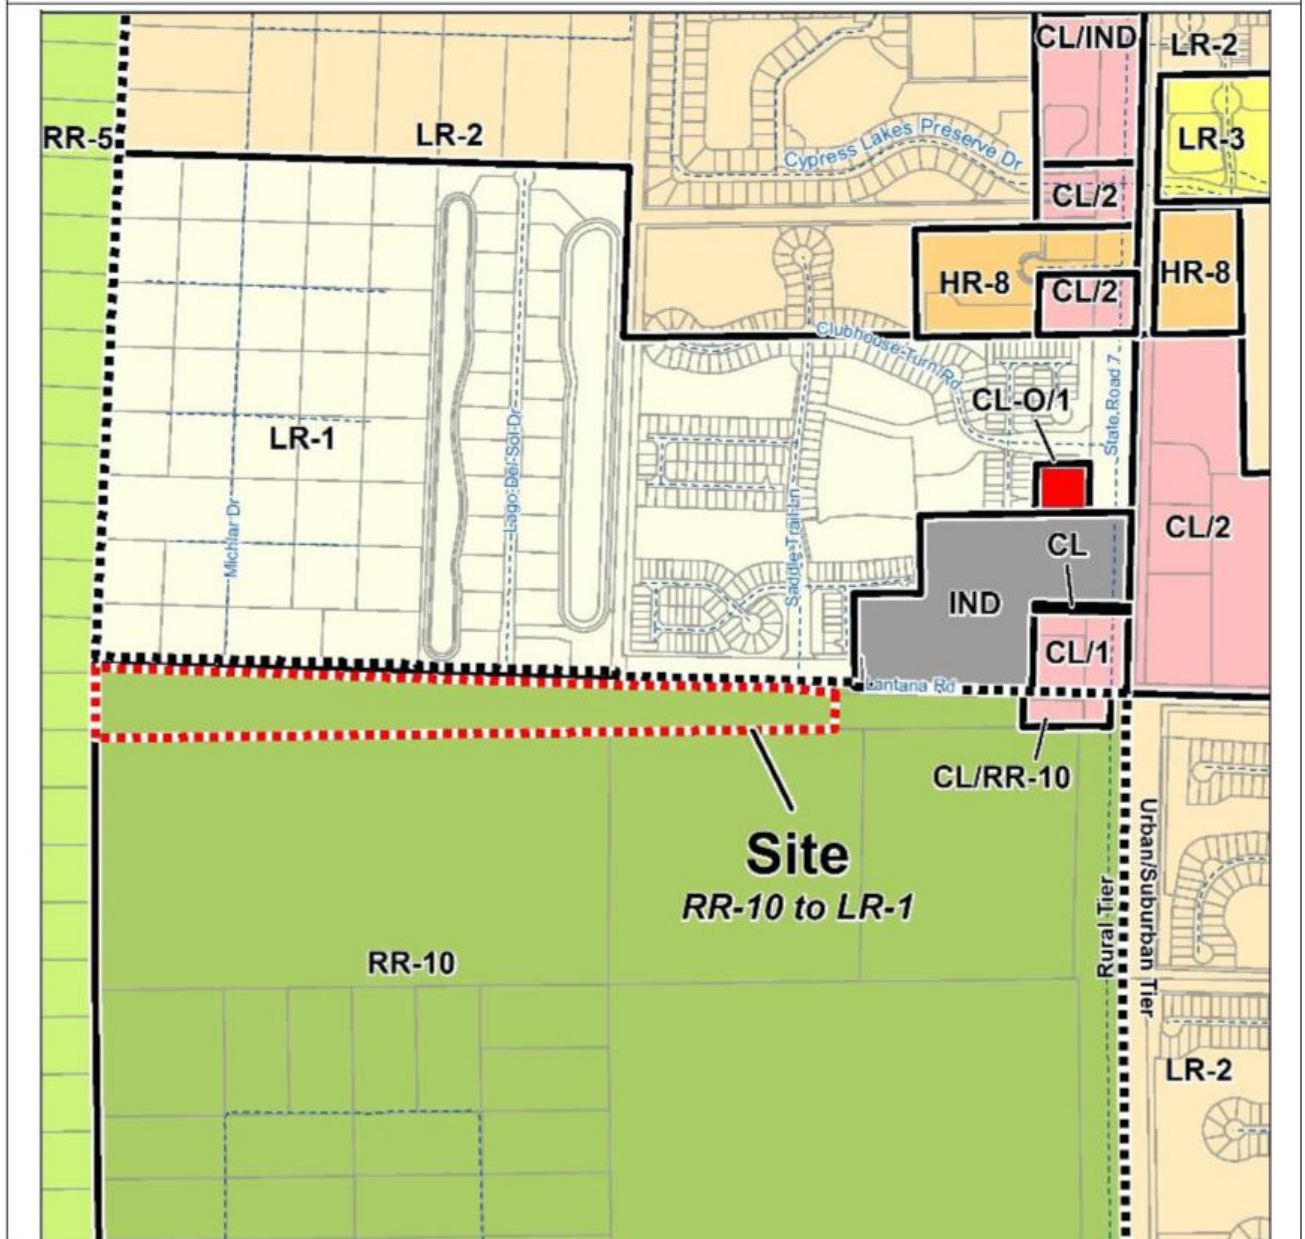 CL/IND
LR-2
RR-5
LR-2
Cypress Lakes Preserve Dr
LR-3
CL/2
HR-8
CL/2
HR-8
Clubhouse Turn Rd
State Road 7
CL-O/1
LR-1
Lago Del Sol Dr
Michlar Dr
Saddle Trail Ln
CL/2
CL
IND
CL/1
Lantana Rd
CL/RR-10
Site
RR-10 to LR-1
Rural Tier
Urban/Suburban Tier
RR-10
LR-2